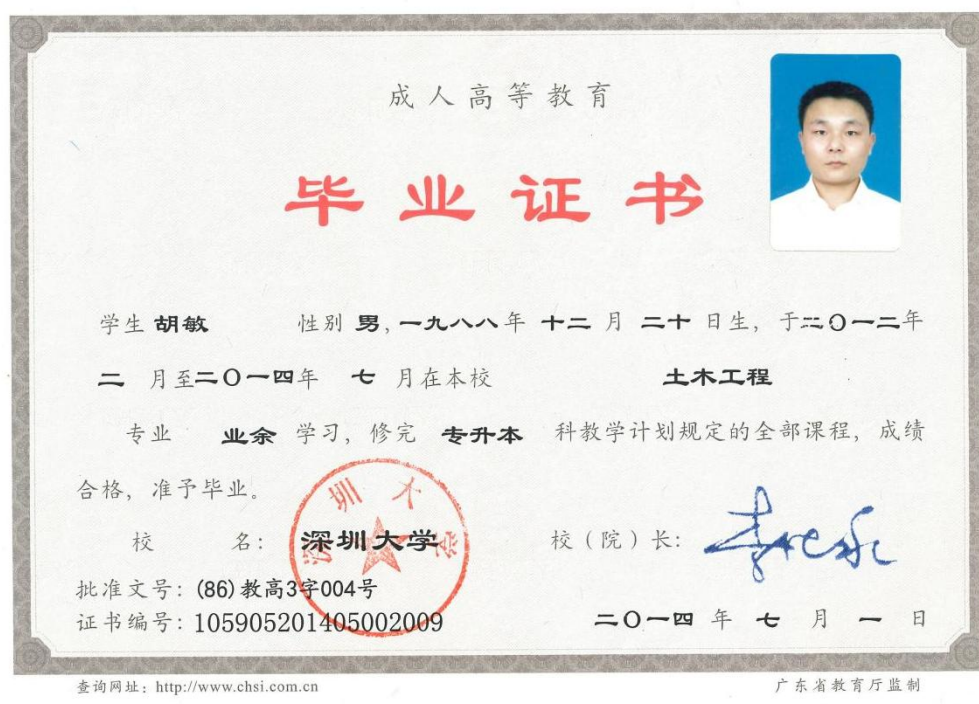 成人高等教育
毕业证书
学生 胡敏 性别 男, 一九八八年 十二 月 二十 日生, 于二〇一二年
二 月至二〇一四年 七 月在本校 土木工程
专业 业余 学习, 修完 专升本 科教学计划规定的全部课程, 成绩
合格, 准予毕业。
深圳大学
校 名: 深圳大学 校(院)长:
批准文号: (86)教高3字004号
证书编号: 105905201405002009 二〇一四 年 七 月 一 日
查询网址: http://www.chsi.com.cn 广东省教育厅监制